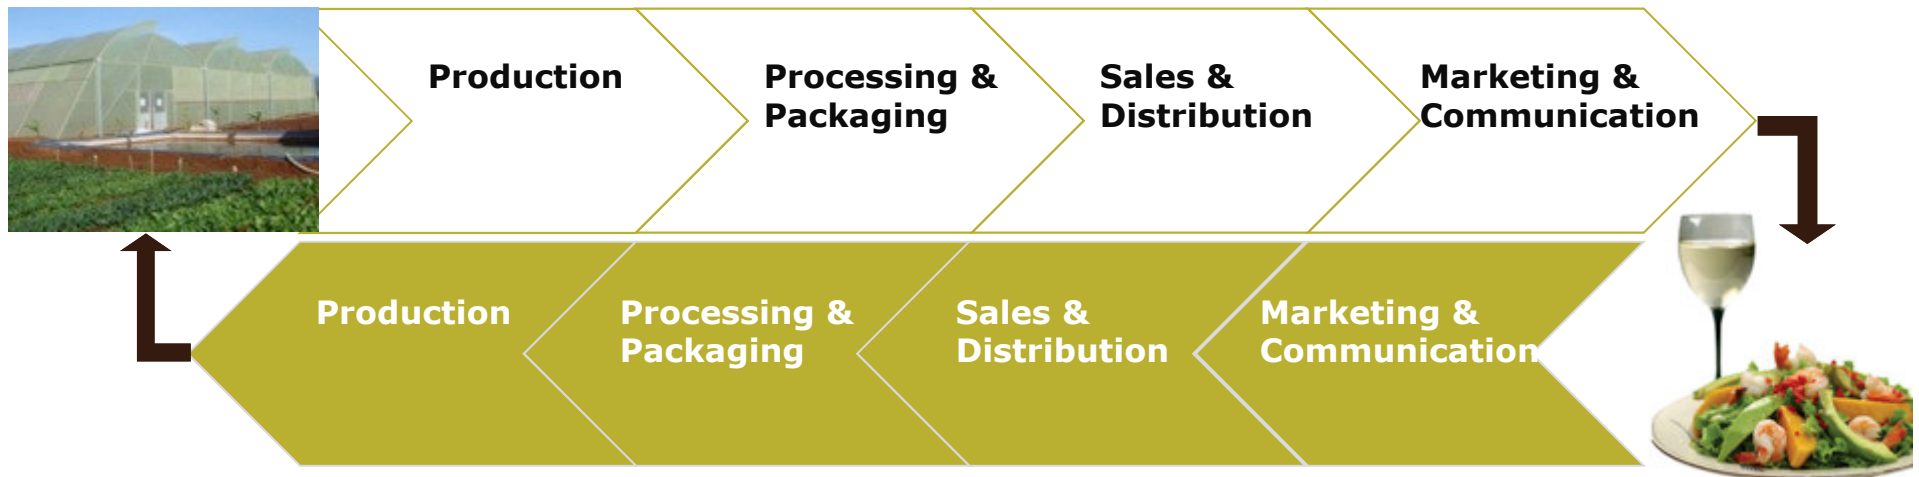 Production
Processing &
Packaging
Sales &
Distribution
Marketing &
Communication
Production
Processing &
Packaging
Sales &
Distribution
Marketing &
Communication